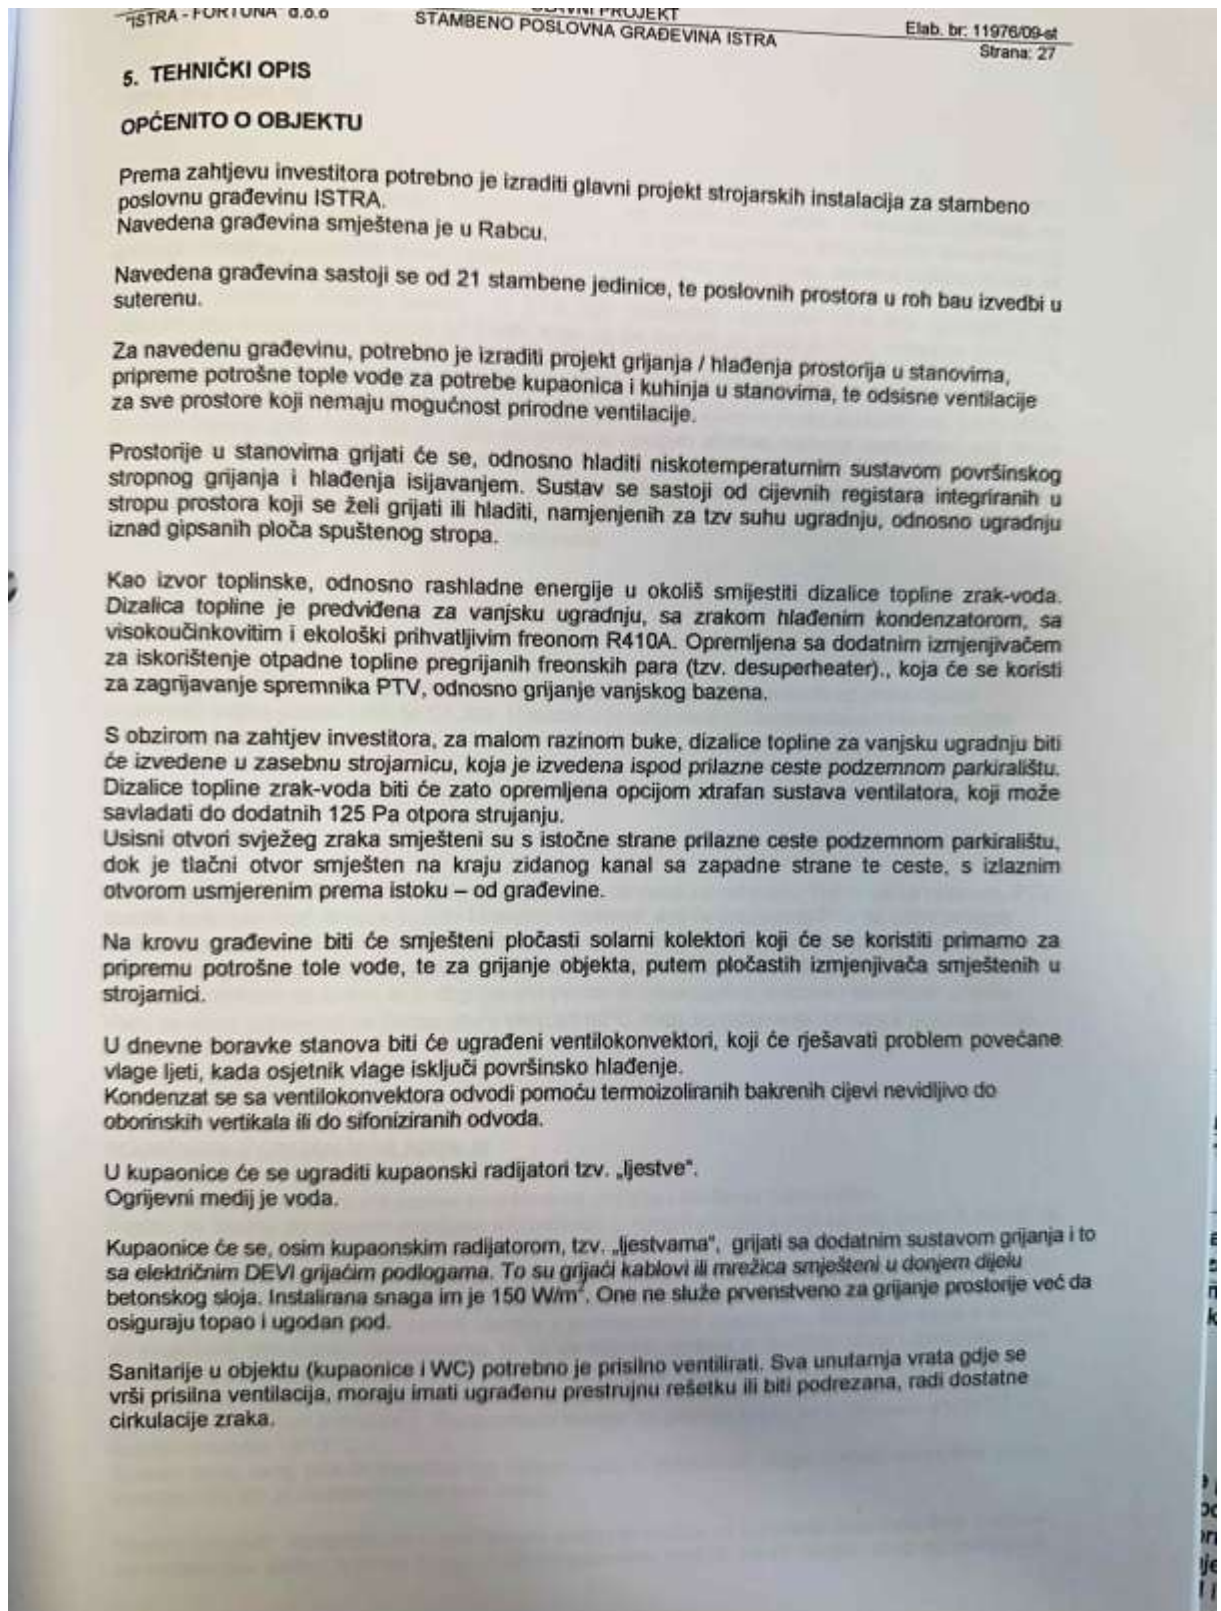 "ISTRA - FORTUNA" d.o.o
GLAVNI PROJEKT
STAMBENO POSLOVNA GRAĐEVINA ISTRA
Elab. br: 11976/09-st
Strana: 27
5. TEHNIČKI OPIS
OPĆENITO O OBJEKTU
Prema zahtjevu investitora potrebno je izraditi glavni projekt strojarskih instalacija za stambeno
poslovnu građevinu ISTRA.
Navedena građevina smještena je u Rabcu.
Navedena građevina sastoji se od 21 stambene jedinice, te poslovnih prostora u roh bau izvedbi u
suterenu.
Za navedenu građevinu, potrebno je izraditi projekt grijanja / hlađenja prostorija u stanovima,
pripreme potrošne tople vode za potrebe kupaonica i kuhinja u stanovima, te odsisne ventilacije
za sve prostore koji nemaju mogućnost prirodne ventilacije.
Prostorije u stanovima grijati će se, odnosno hladiti niskotemperaturnim sustavom površinskog
stropnog grijanja i hlađenja isijavanjem. Sustav se sastoji od cijevnih registara integriranih u
stropu prostora koji se želi grijati ili hladiti, namjenjenih za tzv suhu ugradnju, odnosno ugradnju
iznad gipsanih ploča spuštenog stropa.
Kao izvor toplinske, odnosno rashladne energije u okoliš smijestiti dizalice topline zrak-voda.
Dizalica topline je predviđena za vanjsku ugradnju, sa zrakom hlađenim kondenzatorom, sa
visokoučinkovitim i ekološki prihvatljivim freonom R410A. Opremljena sa dodatnim izmjenjivačem
za iskorištenje otpadne topline pregrijanih freonskih para (tzv. desuperheater)., koja će se koristi
za zagrijavanje spremnika PTV, odnosno grijanje vanjskog bazena.
S obzirom na zahtjev investitora, za malom razinom buke, dizalice topline za vanjsku ugradnju biti
će izvedene u zasebnu strojarnicu, koja je izvedena ispod prilazne ceste podzemnom parkiralištu.
Dizalice topline zrak-voda biti će zato opremljena opcijom xtrafan sustava ventilatora, koji može
savladati do dodatnih 125 Pa otpora strujanju.
Usisni otvori svježeg zraka smješteni su s istočne strane prilazne ceste podzemnom parkiralištu,
dok je tlačni otvor smješten na kraju zidanog kanal sa zapadne strane te ceste, s izlaznim
otvorom usmjerenim prema istoku – od građevine.
Na krovu građevine biti će smješteni pločasti solarni kolektori koji će se koristiti primarno za
pripremu potrošne tole vode, te za grijanje objekta, putem pločastih izmjenjivača smještenih u
strojarnici.
U dnevne boravke stanova biti će ugrađeni ventilokonvektori, koji će rješavati problem povećane
vlage ljeti, kada osjetnik vlage isključi površinsko hlađenje.
Kondenzat se sa ventilokonvektora odvodi pomoću termoizoliranih bakrenih cijevi nevidljivo do
oborinskih vertikala ili do sifoniziranih odvoda.
U kupaonice će se ugraditi kupaonski radijatori tzv. „ljestve".
Ogrijevni medij je voda.
Kupaonice će se, osim kupaonskim radijatorom, tzv. „ljestvama", grijati sa dodatnim sustavom grijanja i to
sa električnim DEVI grijaćim podlogama. To su grijaći kablovi ili mrežica smješteni u donjem dijelu
betonskog sloja. Instalirana snaga im je 150 W/m². One ne služe prvenstveno za grijanje prostorije već da
osiguraju topao i ugodan pod.
Sanitarije u objektu (kupaonice i WC) potrebno je prisilno ventilirati. Sva unutarnja vrata gdje se
vrši prisilna ventilacija, moraju imati ugrađenu prestrujnu rešetku ili biti podrezana, radi dostatne
cirkulacije zraka.